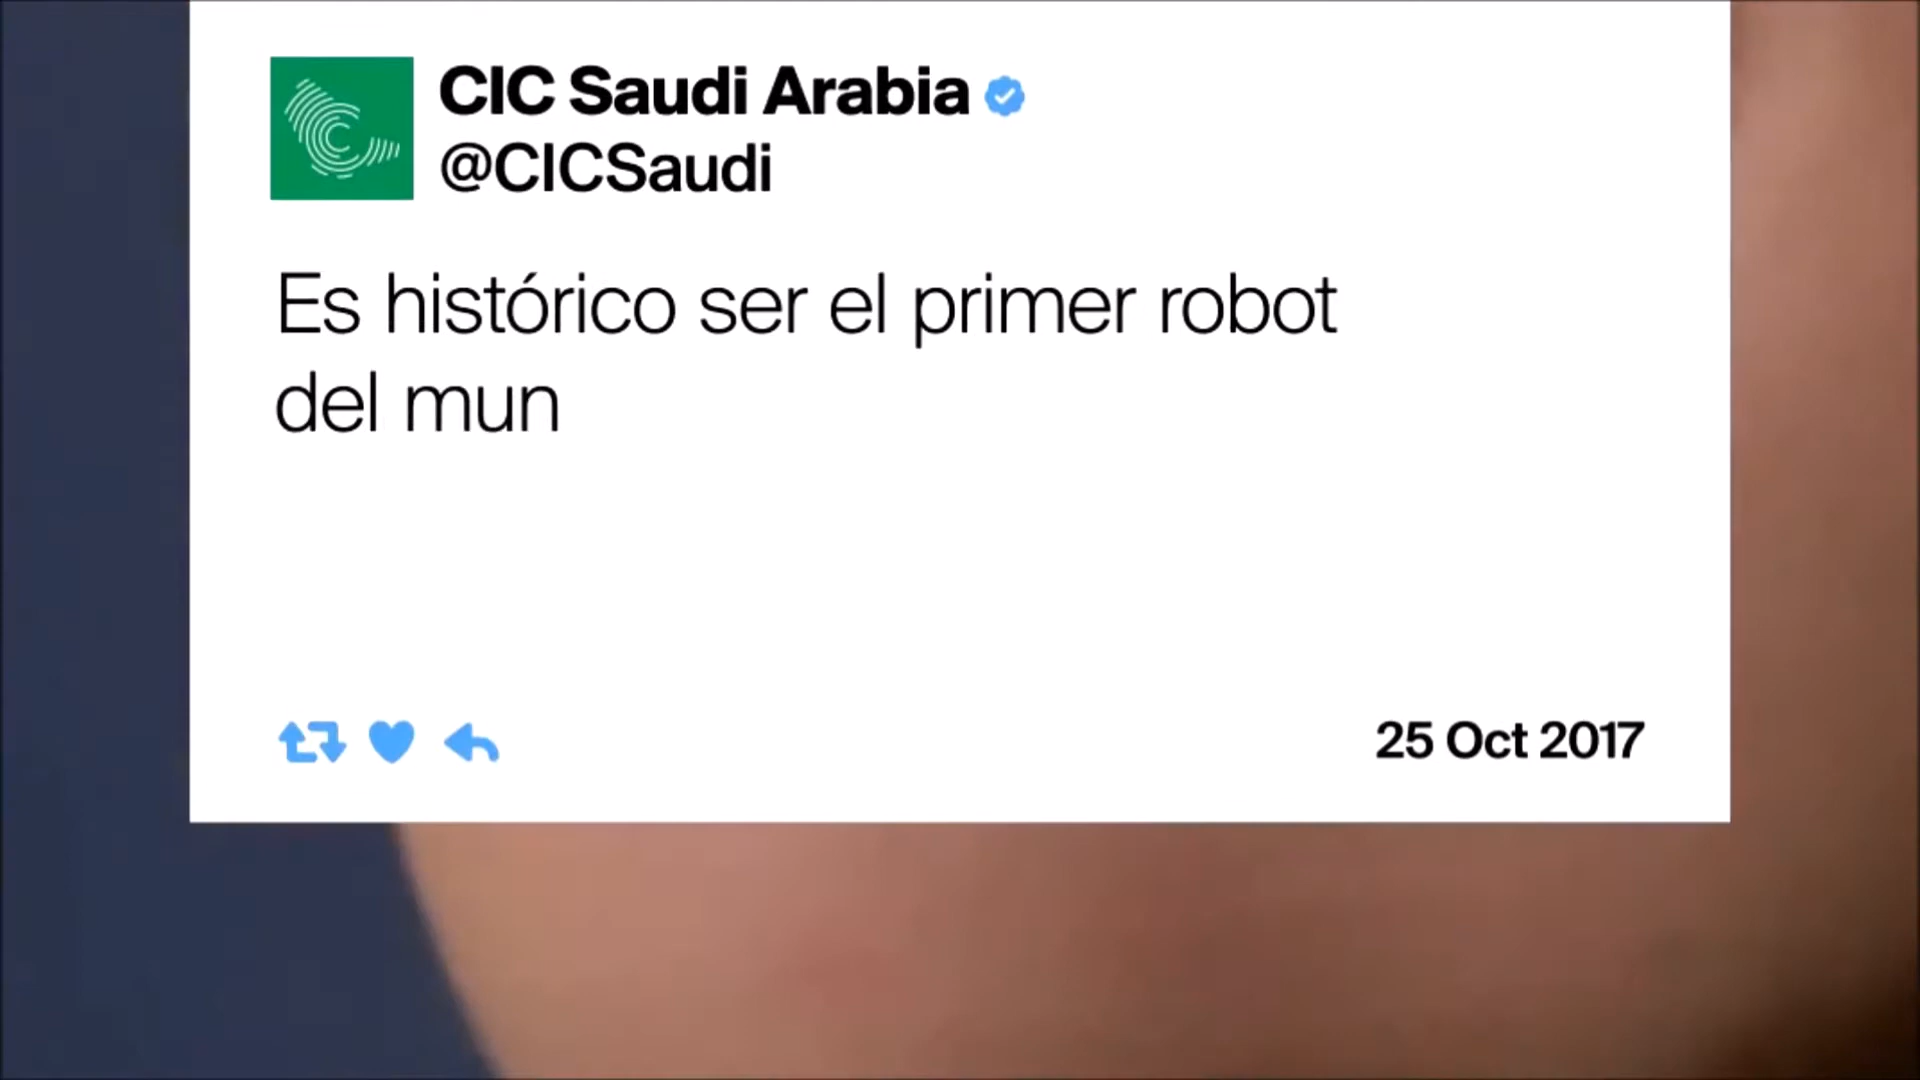 CIC Saudi Arabia
@CICSaudi
Es histórico ser el primer robot
del mun
25 Oct 2017